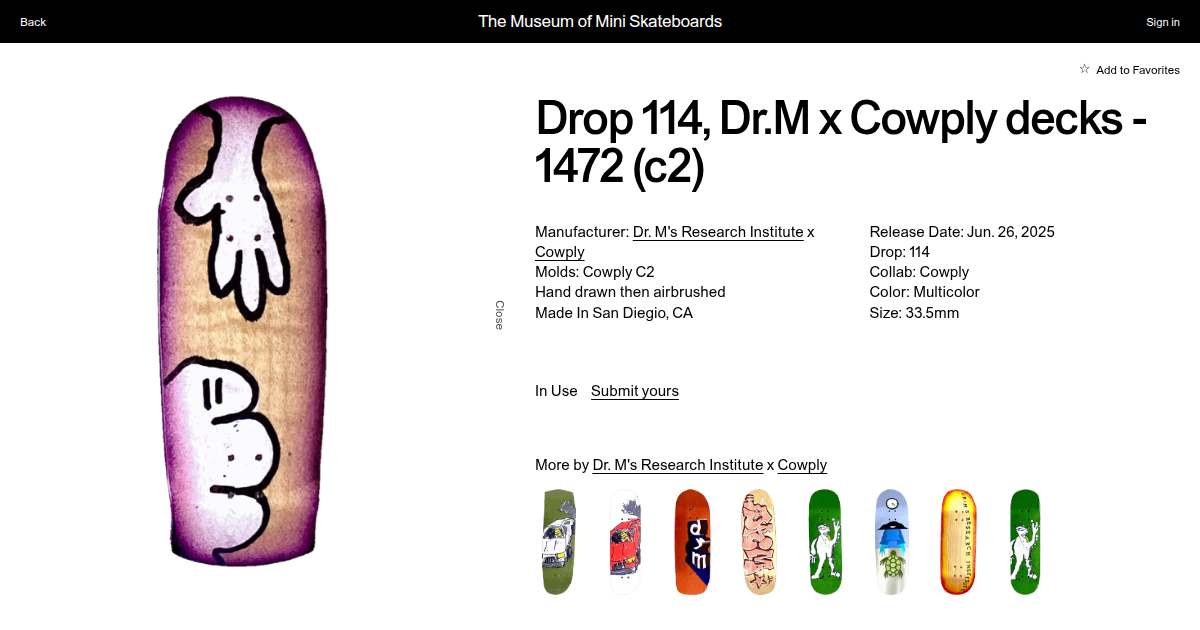 Back
The Museum of Mini Skateboards
Sign in
☆ Add to Favorites
Drop 114, Dr.M x Cowply decks -
1472 (c2)
Manufacturer: Dr. M's Research Institute x
Cowply
Molds: Cowply C2
Hand drawn then airbrushed
Made In San Diegio, CA
Release Date: Jun. 26, 2025
Drop: 114
Collab: Cowply
Color: Multicolor
Size: 33.5mm
Close
In Use Submit yours
More by Dr. M's Research Institute x Cowply